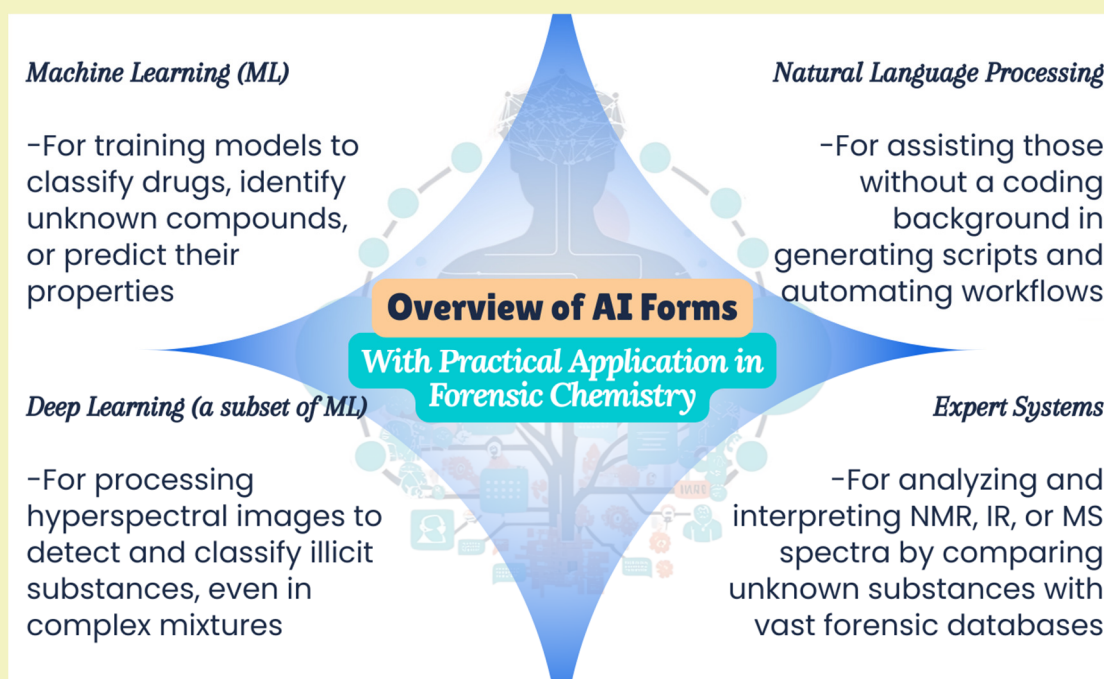 Machine Learning (ML)
-For training models to
classify drugs, identify
unknown compounds,
or predict their
properties
Natural Language Processing
-For assisting those
without a coding
background in
generating scripts and
automating workflows
Overview of AI Forms
With Practical Application in
Forensic Chemistry
Deep Learning (a subset of ML)
-For processing
hyperspectral images to
detect and classify illicit
substances, even in
complex mixtures
Expert Systems
-For analyzing and
interpreting NMR, IR, or MS
spectra by comparing
unknown substances with
vast forensic databases